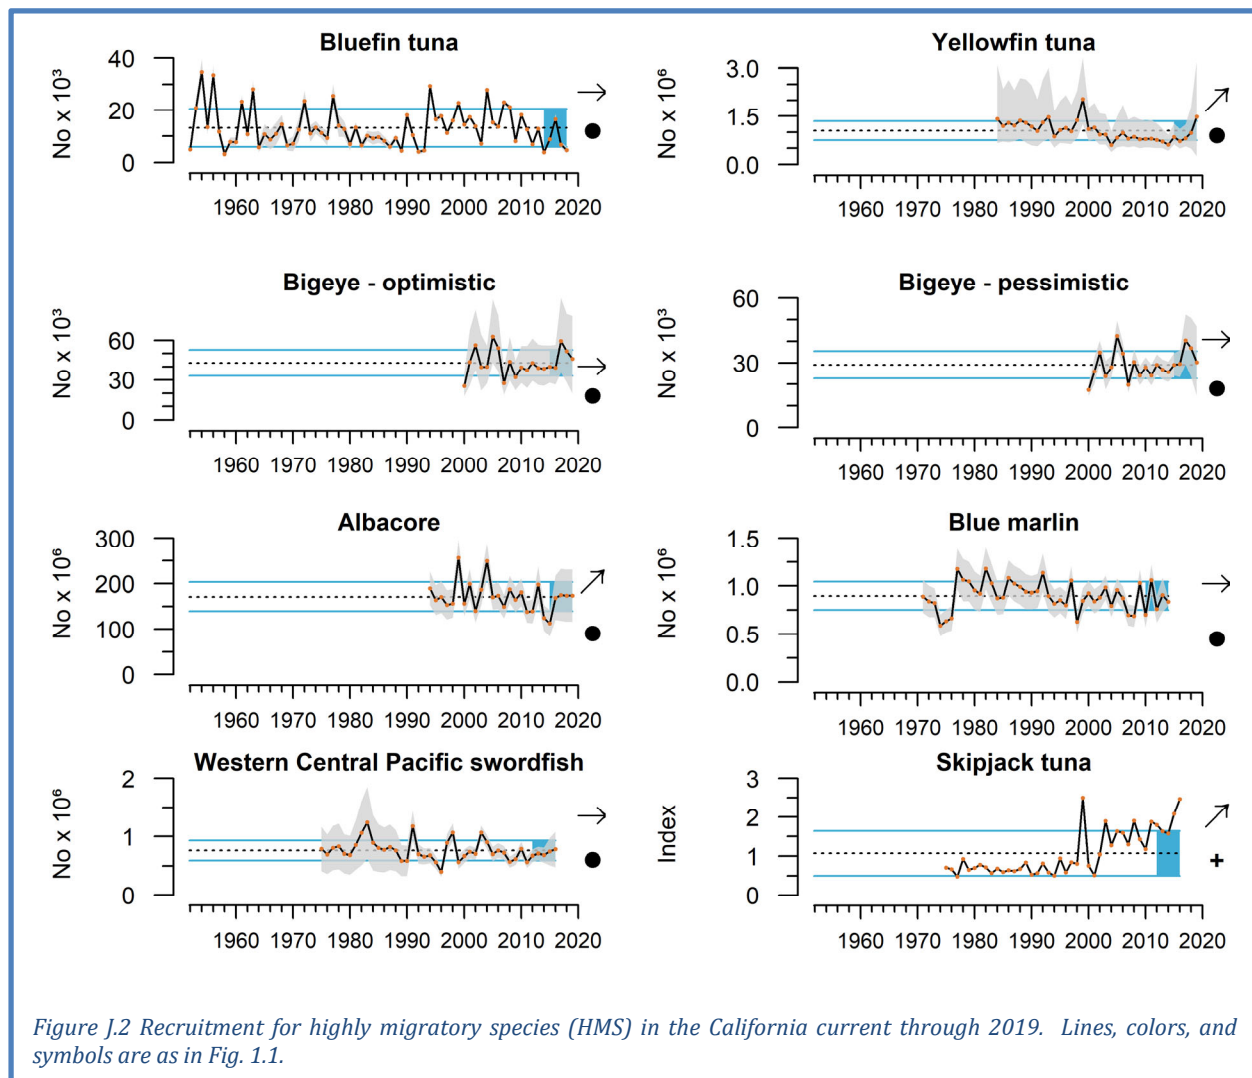 Bluefin tuna
No x 10³
40
20
0
1960 1970 1980 1990 2000 2010 2020
Yellowfin tuna
No x 10⁶
3.0
1.5
0.0
1960 1970 1980 1990 2000 2010 2020
Bigeye - optimistic
No x 10³
60
30
0
1960 1970 1980 1990 2000 2010 2020
Bigeye - pessimistic
No x 10³
60
30
0
1960 1970 1980 1990 2000 2010 2020
Albacore
No x 10⁶
300
200
100
0
1960 1970 1980 1990 2000 2010 2020
Blue marlin
No x 10⁶
1.5
1.0
0.5
0.0
1960 1970 1980 1990 2000 2010 2020
Western Central Pacific swordfish
No x 10⁶
2
1
0
1960 1970 1980 1990 2000 2010 2020
Skipjack tuna
Index
3
2
1
0
+
1960 1970 1980 1990 2000 2010 2020
Figure J.2 Recruitment for highly migratory species (HMS) in the California current through 2019. Lines, colors, and
symbols are as in Fig. 1.1.